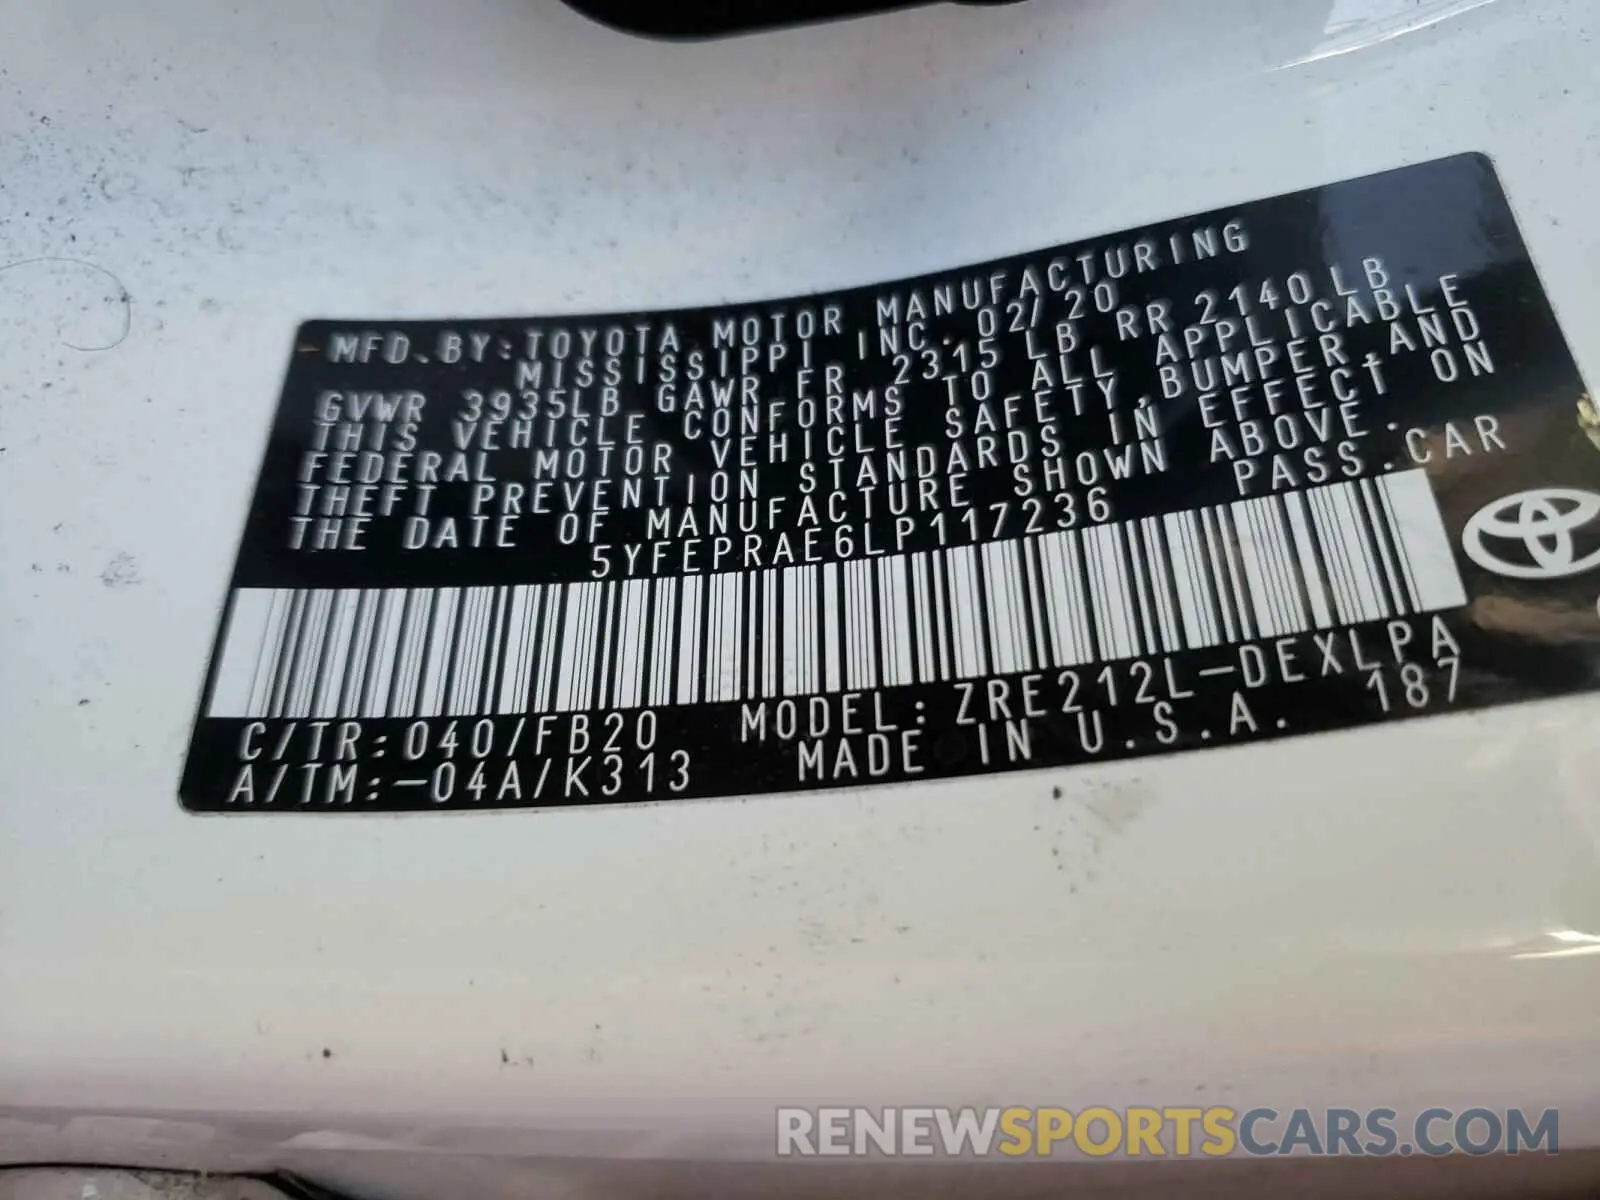 MFD.BY:TOYOTA MOTOR MANUFACTURING
MISSISSIPPI, INC. 02/20
GVWR 3935LB GAWR FR 2315 LB RR 2140 LB
THIS VEHICLE CONFORMS TO ALL APPLICABLE
FEDERAL MOTOR VEHICLE SAFETY,BUMPER,AND
THEFT PREVENTION STANDARDS IN EFFECT ON
THE DATE OF MANUFACTURE SHOWN ABOVE.
5YFEPRAE6LP117236 PASS.CAR
C/TR:040/FB20 MODEL:ZRE212L-DEXLPA
A/TM:-04A/K313 MADE IN U.S.A. 187
RENEWSPORTSCARS.COM/187